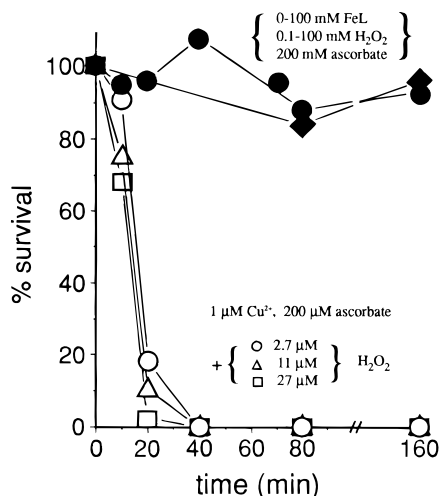 0-100 mM FeL
0.1-100 mM H₂O₂
200 mM ascorbate
100
80
60
40
20
0
% survival
1 μM Cu²⁺, 200 μM ascorbate
+ { ○ 2.7 μM
△ 11 μM
□ 27 μM
} H₂O₂
0 20 40 60 80 160
time (min)